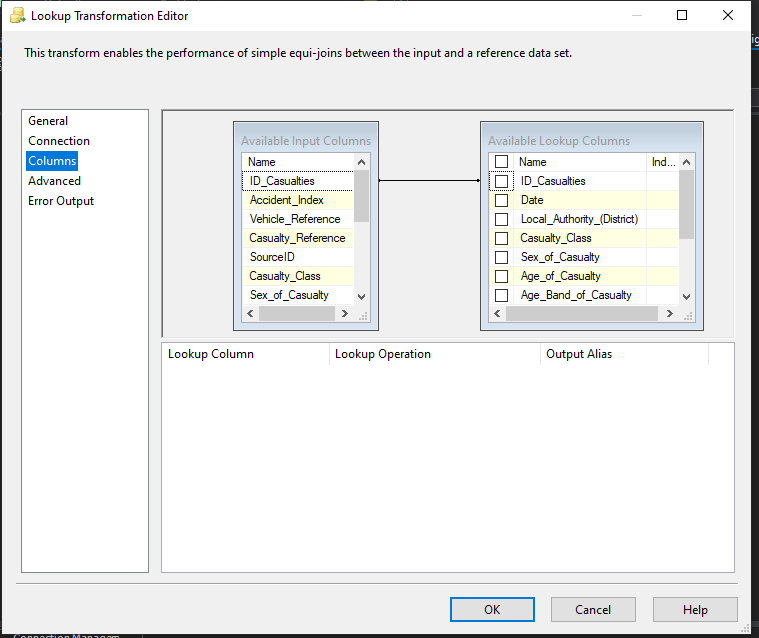 Lookup Transformation Editor
This transform enables the performance of simple equi-joins between the input and a reference data set.
General
Connection
Columns
Advanced
Error Output
Available Input Columns
Name
ID_Casualties
Accident_Index
Vehicle_Reference
Casualty_Reference
SourceID
Casualty_Class
Sex_of_Casualty
Available Lookup Columns
Name Ind...
ID_Casualties
Date
Local_Authority_(District)
Casualty_Class
Sex_of_Casualty
Age_of_Casualty
Age_Band_of_Casualty
Lookup Column Lookup Operation Output Alias
OK Cancel Help
Connection Managers